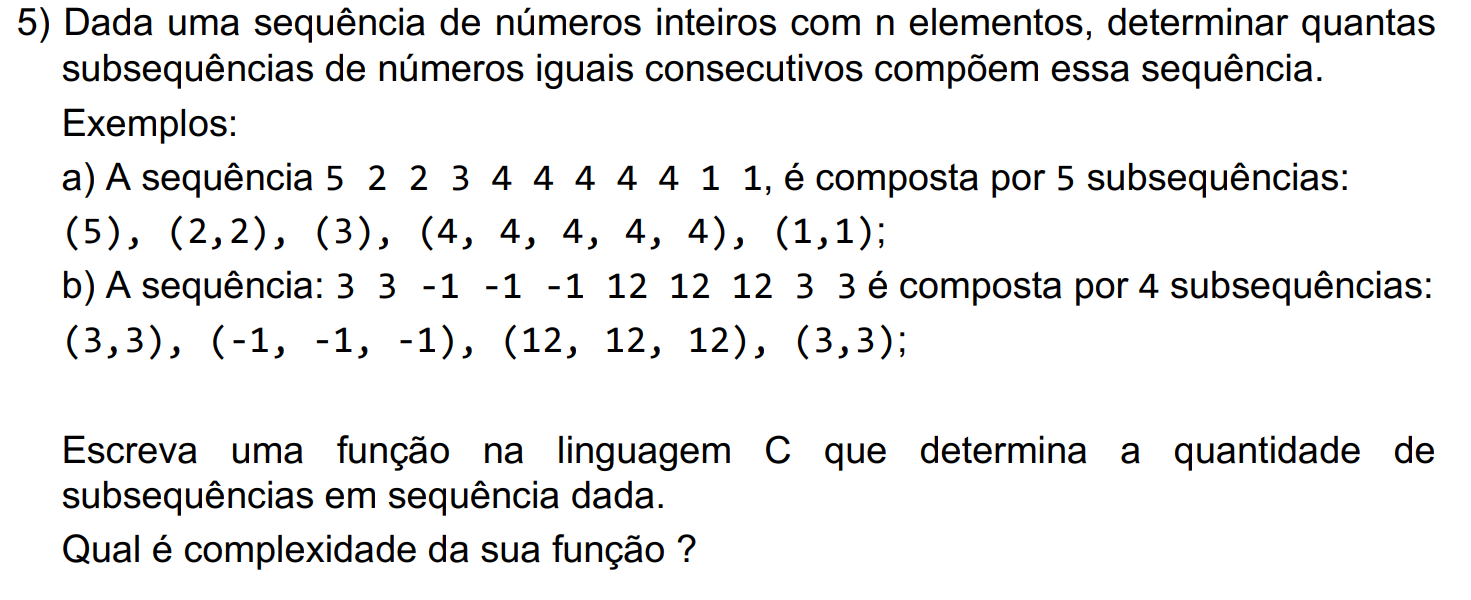 5) Dada uma sequência de números inteiros com n elementos, determinar quantas
subsequências de números iguais consecutivos compõem essa sequência.
Exemplos:
a) A sequência 5 2 2 3 4 4 4 4 4 1 1, é composta por 5 subsequências:
(5), (2,2), (3), (4, 4, 4, 4, 4), (1,1);
b) A sequência: 3 3 -1 -1 -1 12 12 12 3 3 é composta por 4 subsequências:
(3,3), (-1, -1, -1), (12, 12, 12), (3,3);
Escreva uma função na linguagem C que determina a quantidade de
subsequências em sequência dada.
Qual é complexidade da sua função ?